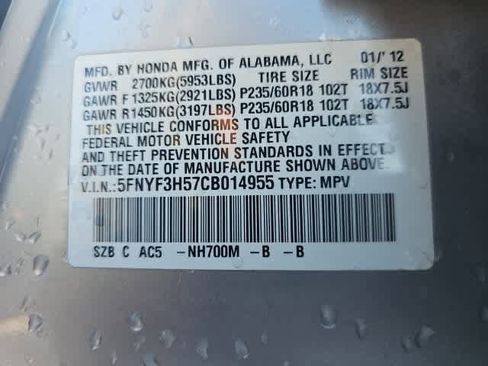 MFD. BY HONDA MFG. OF ALABAMA, LLC 01/'12
GVWR 2700KG(5953LBS) TIRE SIZE RIM SIZE
GAWR F 1325KG(2921LBS) P235/60R18 102T 18X7.5J
GAWR R1450KG(3197LBS) P235/60R18 102T 18X7.5J
THIS VEHICLE CONFORMS TO ALL APPLICABLE
FEDERAL MOTOR VEHICLE SAFETY
AND THEFT PREVENTION STANDARDS IN EFFECT
ON THE DATE OF MANUFACTURE SHOWN ABOVE.
V.I.N.: 5FNYF3H57CB014955 TYPE: MPV
SZB C AC5 -NH700M -B -B